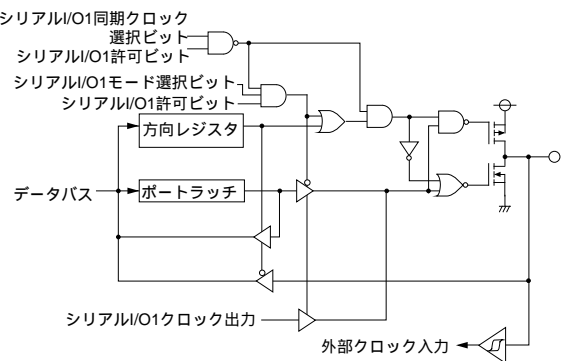 シリアルI/O1同期クロック
選択ビット
シリアルI/O1許可ビット
シリアルI/O1モード選択ビット
シリアルI/O1許可ビット
方向レジスタ
データバス
ポートラッチ
シリアルI/O1クロック出力
外部クロック入力